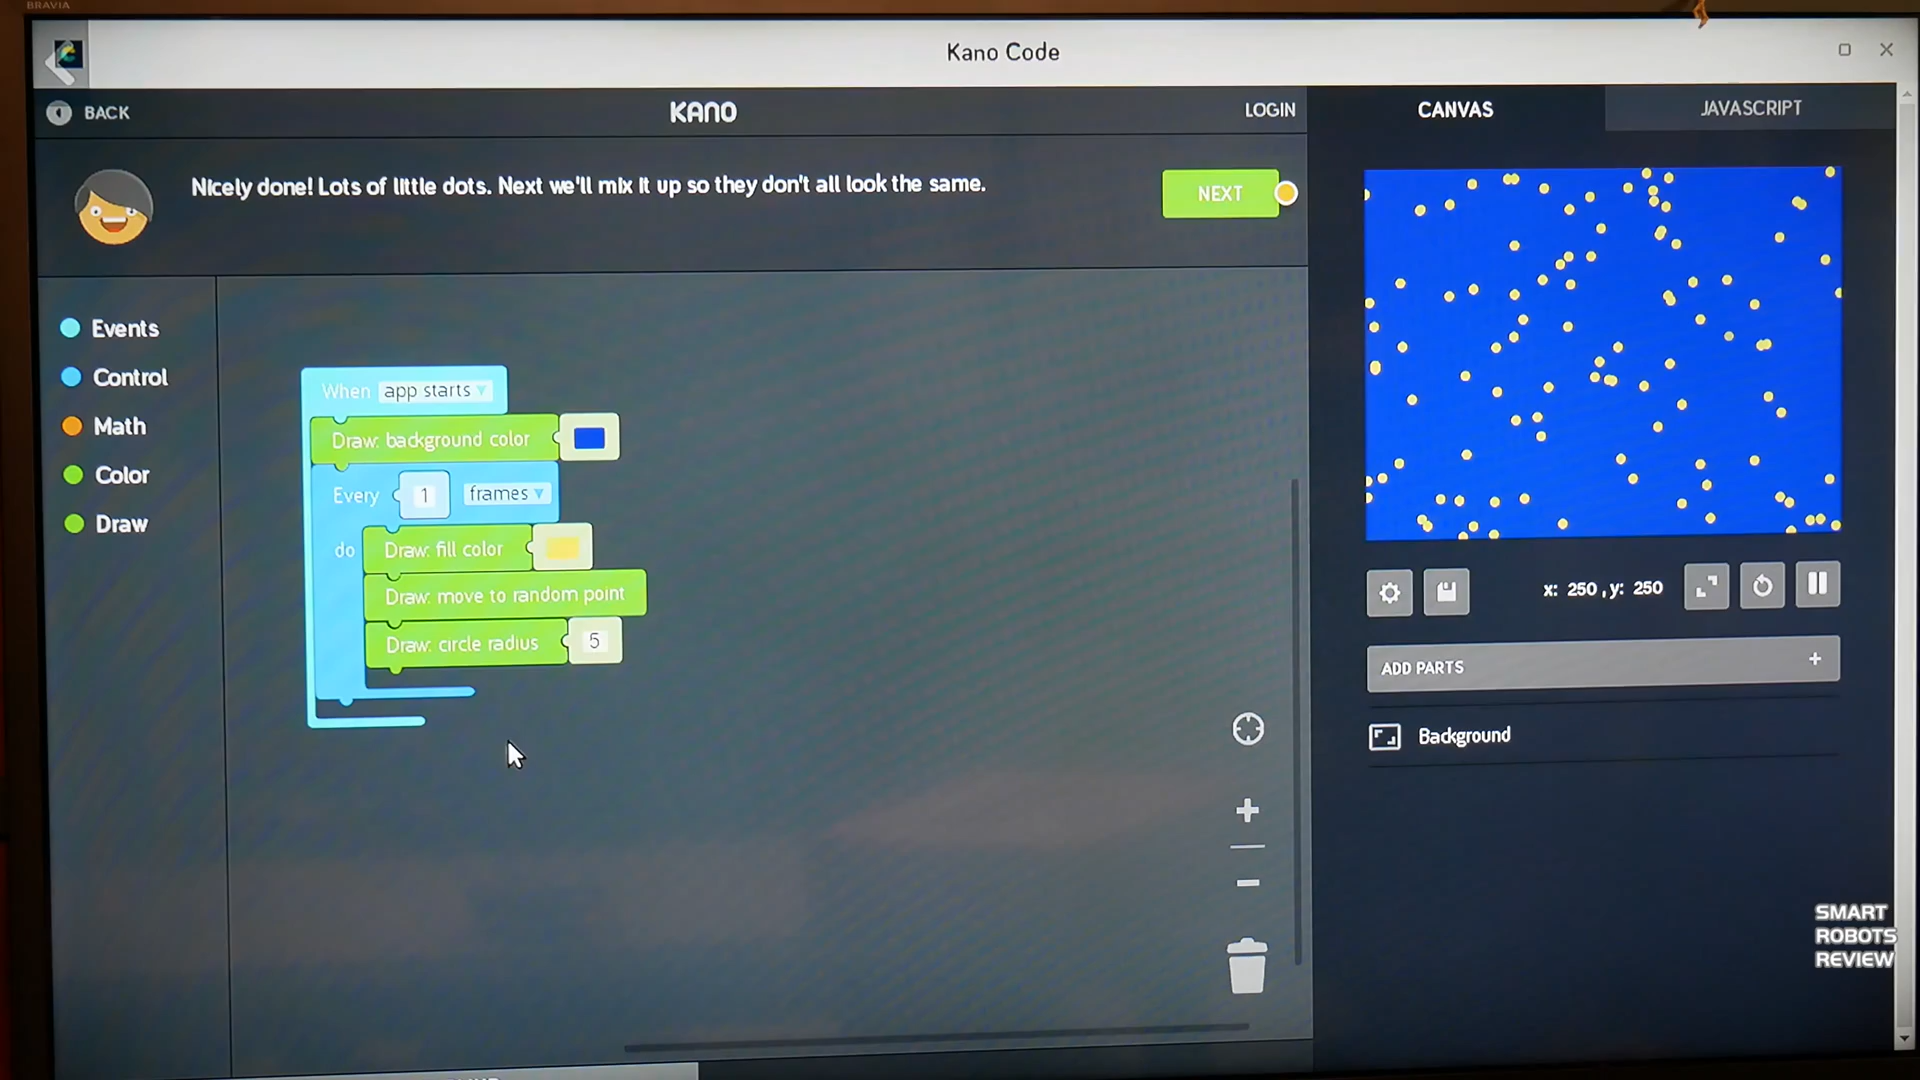 BRAVIA
Kano Code
BACK
KANO
LOGIN
CANVAS
JAVASCRIPT
Nicely done! Lots of little dots. Next we'll mix it up so they don't all look the same.
NEXT
Events
Control
Math
Color
Draw
When app starts
Draw: background color
Every 1 frames
do Draw: fill color
Draw: move to random point
Draw: circle radius 5
x: 250, y: 250
ADD PARTS +
Background
SMART
ROBOTS
REVIEW